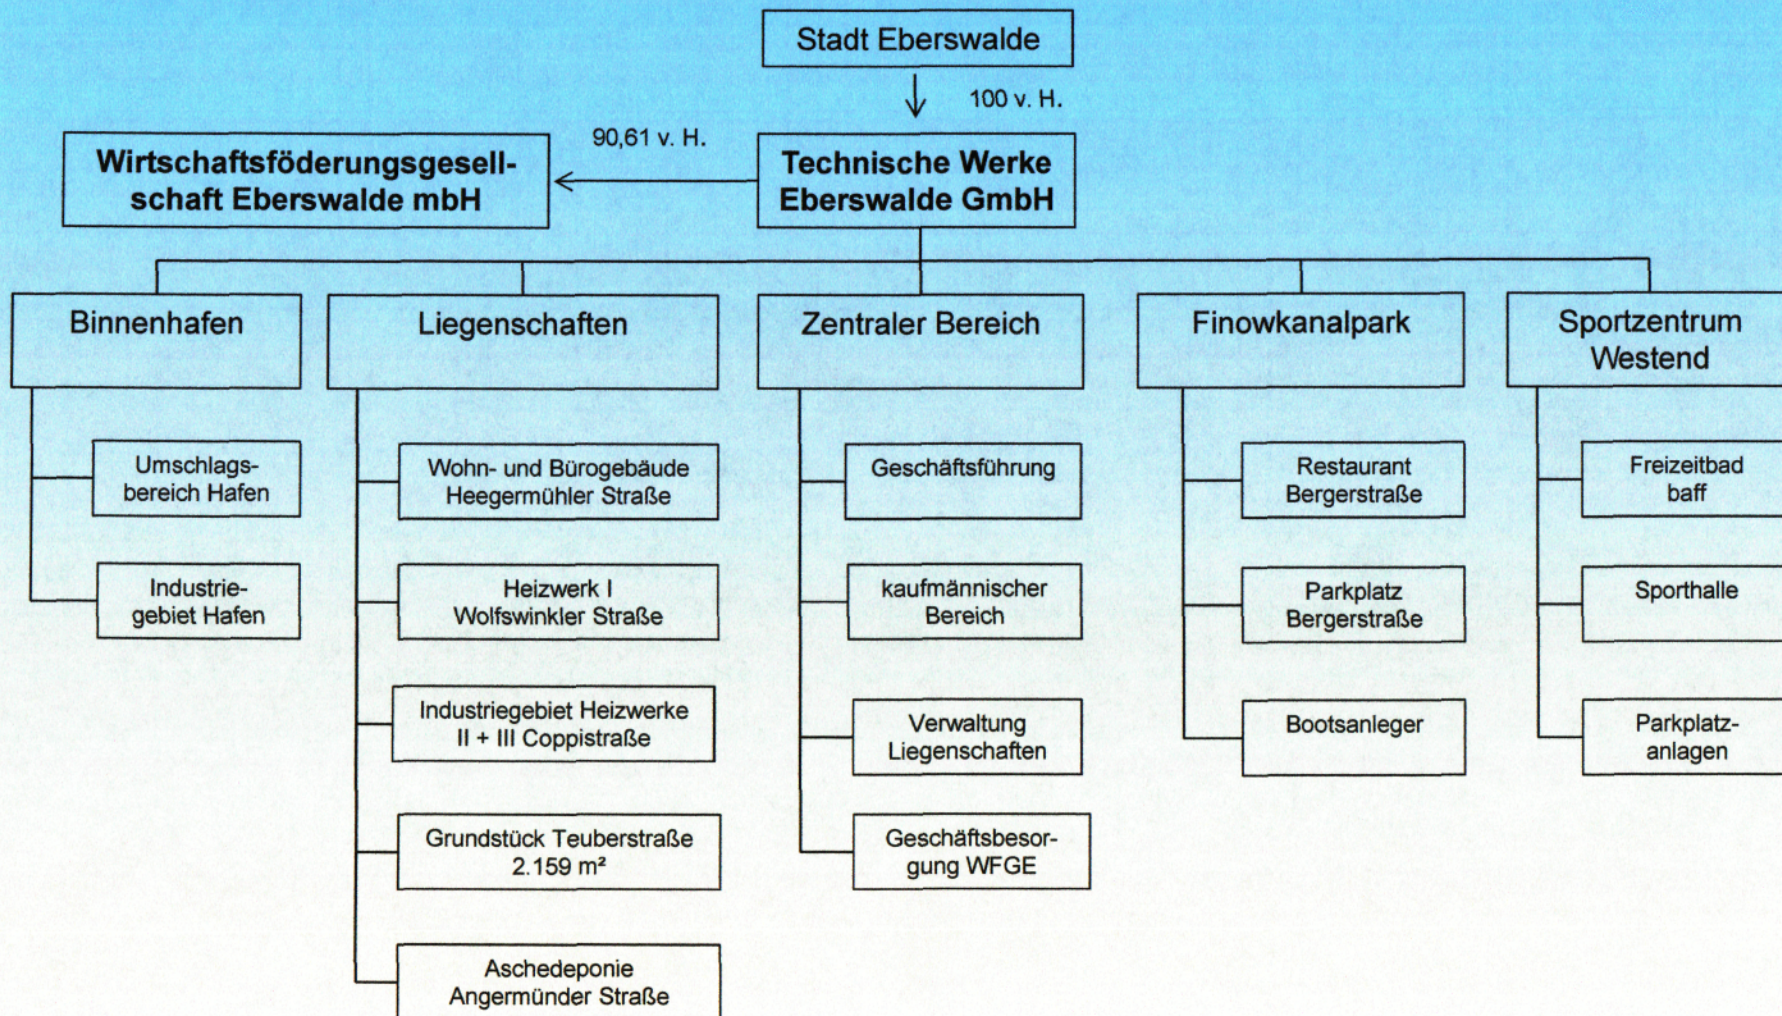 Stadt Eberswalde
100 v. H.
90,61 v. H.
Wirtschaftsföderungsgesell-
schaft Eberswalde mbH
Technische Werke
Eberswalde GmbH
Binnenhafen
Umschlags-
bereich Hafen
Industrie-
gebiet Hafen
Liegenschaften
Wohn- und Bürogebäude
Heegermühler Straße
Heizwerk I
Wolfswinkler Straße
Industriegebiet Heizwerke
II + III Coppistraße
Grundstück Teuberstraße
2.159 m²
Aschedeponie
Angermünder Straße
Zentraler Bereich
Geschäftsführung
kaufmännischer
Bereich
Verwaltung
Liegenschaften
Geschäftsbesor-
gung WFGE
Finowkanalpark
Restaurant
Bergerstraße
Parkplatz
Bergerstraße
Bootsanleger
Sportzentrum
Westend
Freizeitbad
baff
Sporthalle
Parkplatz-
anlagen